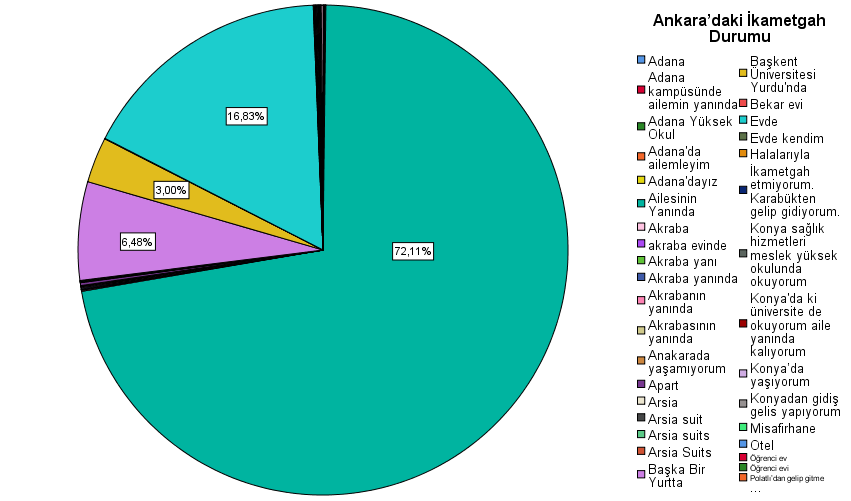 Ankara'daki İkametgah
Durumu
Adana
Adana
kampüsünde
ailemin yanında
Adana Yüksek
Okul
Adana'da
ailemleyim
Adana'dayız
Ailesinin
Yanında
Akraba
akraba evinde
Akraba yanı
Akraba yanında
Akrabanın
yanında
Akrabasının
yanında
Anakarada
yaşamıyorum
Apart
Arsia
Arsia suit
Arsia suits
Arsia Suits
Başka Bir
Yurtta
Başkent
Üniversitesi
Yurdu'nda
Bekar evi
Evde
Evde kendim
Halalarıyla
İkametgah
etmiyorum.
Karabükten
gelip gidiyorum.
Konya sağlık
hizmetleri
meslek yüksek
okulunda
okuyorum
Konya'da ki
üniversite de
okuyorum aile
yanında
kalıyorum
Konya'da
yaşıyorum
Konyadan gidiş
gelis yapıyorum
Misafirhane
Otel
Öğrenci ev
Öğrenci evi
Polatlı'dan gelip gitme
...
16,83%
3,00%
6,48%
72,11%